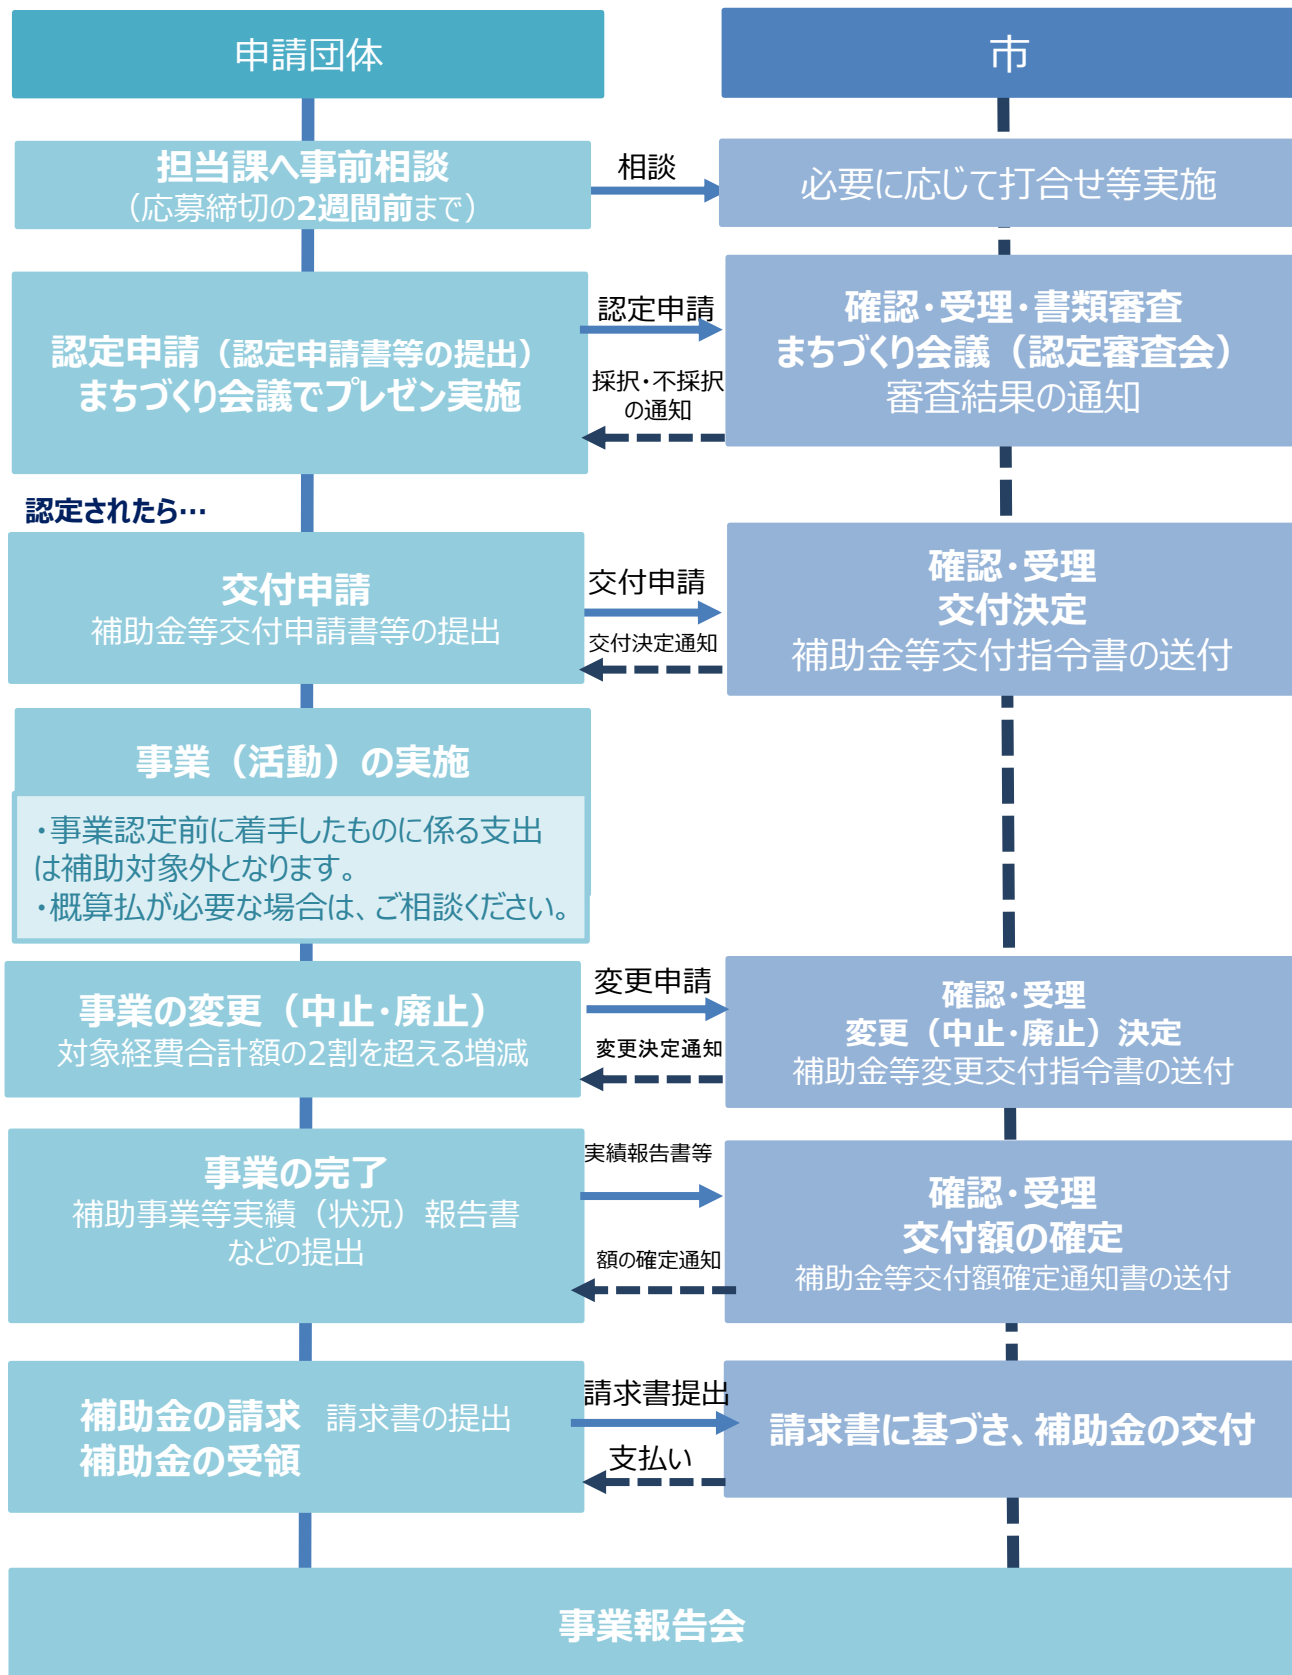 申請団体
市
担当課へ事前相談
（応募締切の2週間前まで）
相談
必要に応じて打合せ等実施
認定申請（認定申請書等の提出）
まちづくり会議でプレゼン実施
認定申請
採択・不採択
の通知
確認・受理・書類審査
まちづくり会議（認定審査会）
審査結果の通知
認定されたら…
交付申請
補助金等交付申請書等の提出
交付申請
交付決定通知
確認・受理
交付決定
補助金等交付指令書の送付
事業（活動）の実施
・事業認定前に着手したものに係る支出
は補助対象外となります。
・概算払が必要な場合は、ご相談ください。
事業の変更（中止・廃止）
対象経費合計額の2割を超える増減
変更申請
変更決定通知
確認・受理
変更（中止・廃止）決定
補助金等変更交付指令書の送付
事業の完了
補助事業等実績（状況）報告書
などの提出
実績報告書等
額の確定通知
確認・受理
交付額の確定
補助金等交付額確定通知書の送付
補助金の請求　請求書の提出
補助金の受領
請求書提出
支払い
請求書に基づき、補助金の交付
事業報告会